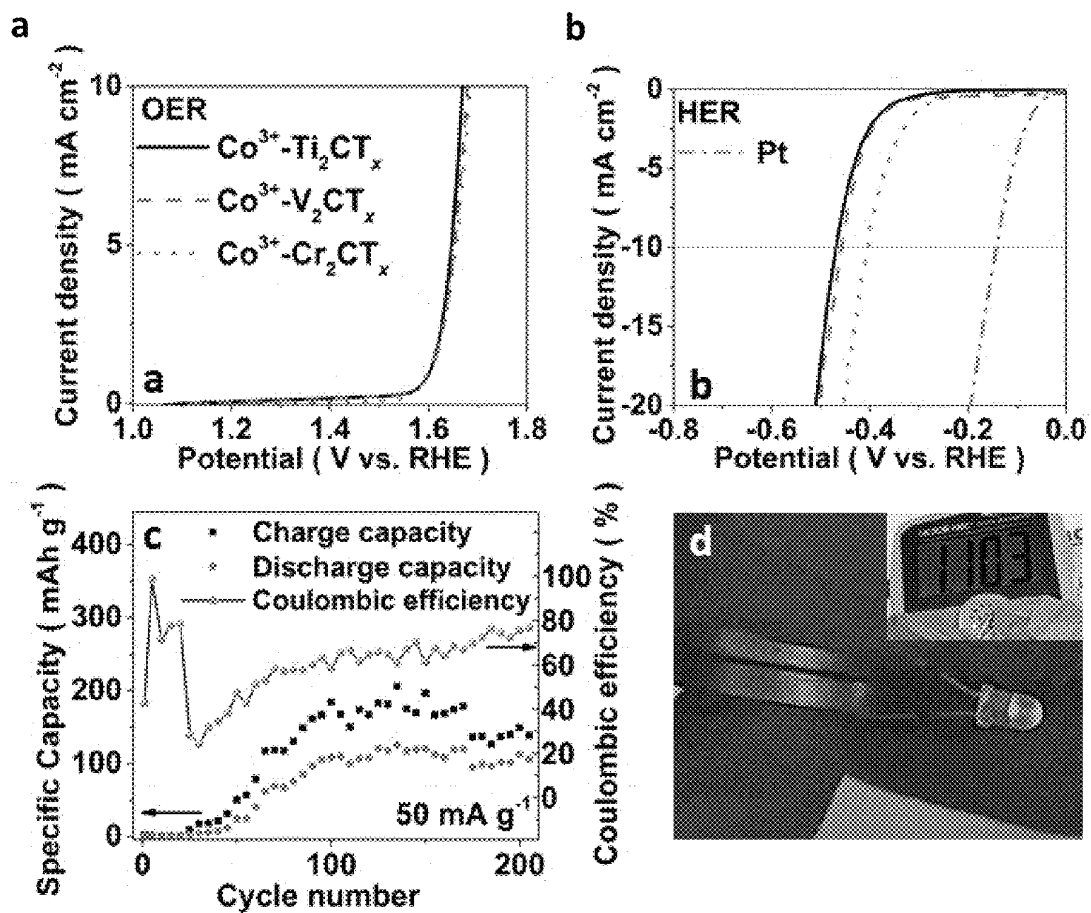 a
b
10
5
0
OER
Co³⁺-Ti₂CTₓ
Co³⁺-V₂CTₓ
Co³⁺-Cr₂CTₓ
a
Current density ( mA cm⁻² )
1.0 1.2 1.4 1.6 1.8
Potential ( V vs. RHE )
0
-5
-10
-15
-20
HER
Pt
b
Current density ( mA cm⁻² )
-0.8 -0.6 -0.4 -0.2 0.0
Potential ( V vs. RHE )
c
Charge capacity
Discharge capacity
Coulombic efficiency
50 mA g⁻¹
400
300
200
100
0
Specific Capacity ( mAh g⁻¹ )
100
80
60
40
20
0
Coulombic efficiency ( % )
0 100 200
Cycle number
d
1103